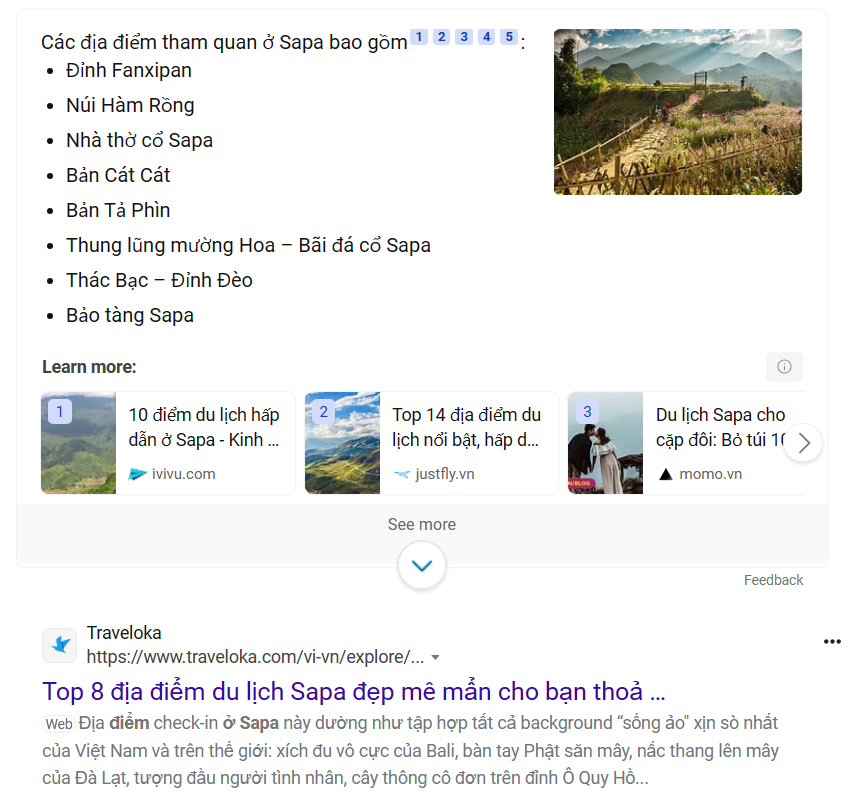 Các địa điểm tham quan ở Sapa bao gồm 1 2 3 4 5 :
Đỉnh Fanxipan
Núi Hàm Rồng
Nhà thờ cổ Sapa
Bản Cát Cát
Bản Tả Phìn
Thung lũng mường Hoa – Bãi đá cổ Sapa
Thác Bạc – Đỉnh Đèo
Bảo tàng Sapa
Learn more:
1
10 điểm du lịch hấp
dẫn ở Sapa - Kinh ...
ivivu.com
2
Top 14 địa điểm du
lịch nổi bật, hấp d...
justfly.vn
3
Du lịch Sapa cho
cặp đôi: Bỏ túi 10
momo.vn
See more
Feedback
Traveloka
https://www.traveloka.com/vi-vn/explore/...
Top 8 địa điểm du lịch Sapa đẹp mê mẩn cho bạn thoả ...
Web Địa điểm check-in ở Sapa này dường như tập hợp tất cả background “sống ảo" xịn sò nhất
của Việt Nam và trên thế giới: xích đu vô cực của Bali, bàn tay Phật săn mây, nấc thang lên mây
của Đà Lạt, tượng đầu người tình nhân, cây thông cô đơn trên đỉnh Ô Quy Hồ...